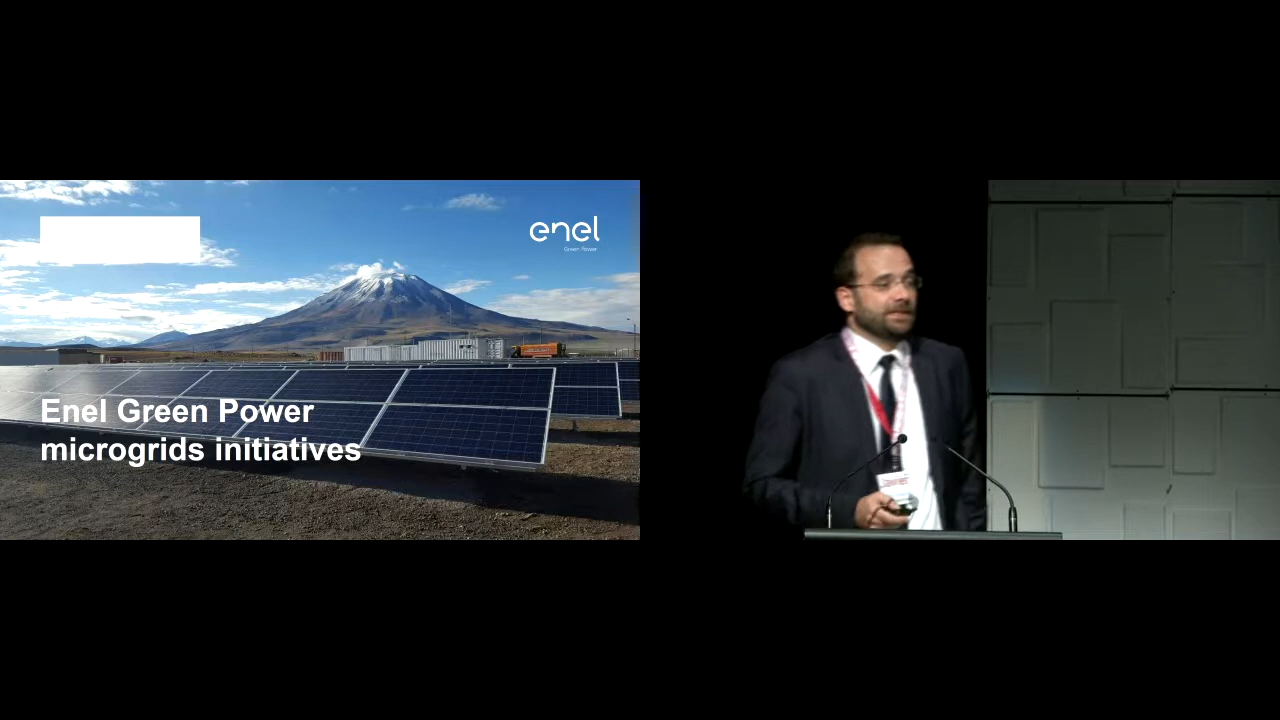 enel
Green Power
Enel Green Power
microgrids initiatives